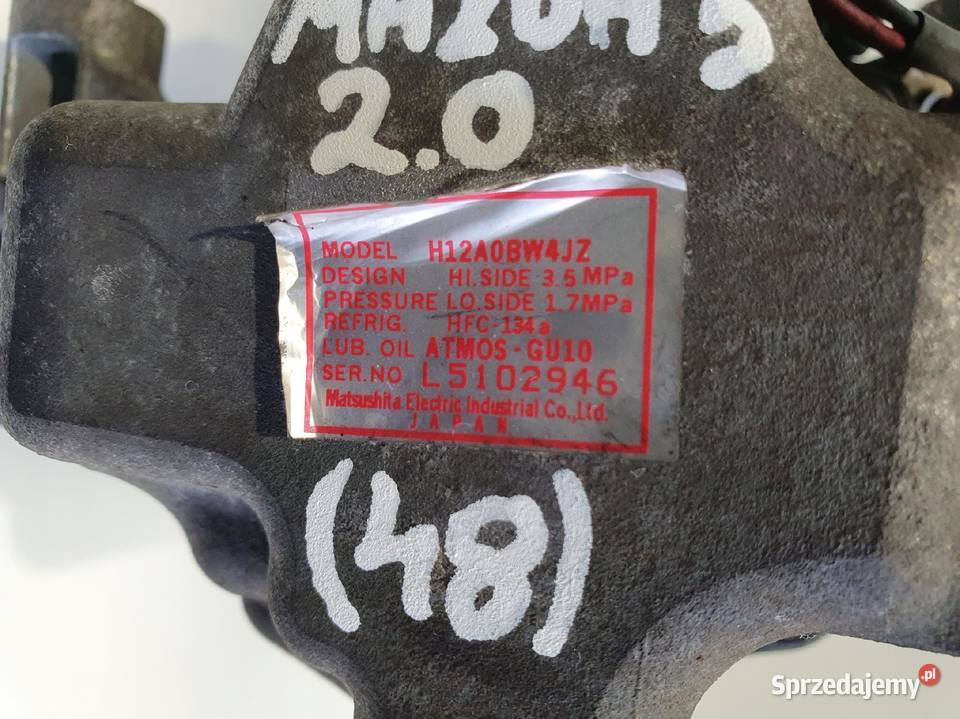 MAZDA 5
2.0
MODEL H12A0BW4JZ
DESIGN HI.SIDE 3.5 MPa
PRESSURE LO.SIDE 1.7MPa
REFRIG. HFC-134a
LUB. OIL ATMOS-GU10
SER.NO L5102946
Matsushita Electric Industrial Co.,Ltd.
JAPAN
(48)
Sprzedajemy.pl